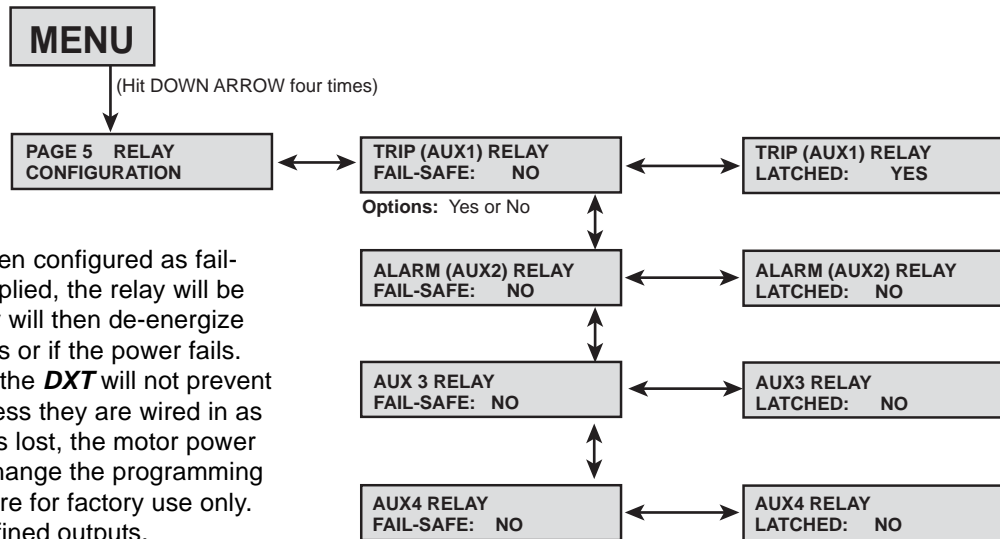 MENU
(Hit DOWN ARROW four times)
PAGE 5 RELAY
CONFIGURATION
TRIP (AUX1) RELAY
FAIL-SAFE: NO
TRIP (AUX1) RELAY
LATCHED: YES
Options: Yes or No
ALARM (AUX2) RELAY
FAIL-SAFE: NO
ALARM (AUX2) RELAY
LATCHED: NO
AUX 3 RELAY
FAIL-SAFE: NO
AUX3 RELAY
LATCHED: NO
AUX4 RELAY
FAIL-SAFE: NO
AUX4 RELAY
LATCHED: NO
en configured as fail-
plied, the relay will be
will then de-energize
s or if the power fails.
the DXT will not prevent
ess they are wired in as
s lost, the motor power
hange the programming
re for factory use only.
fined outputs.